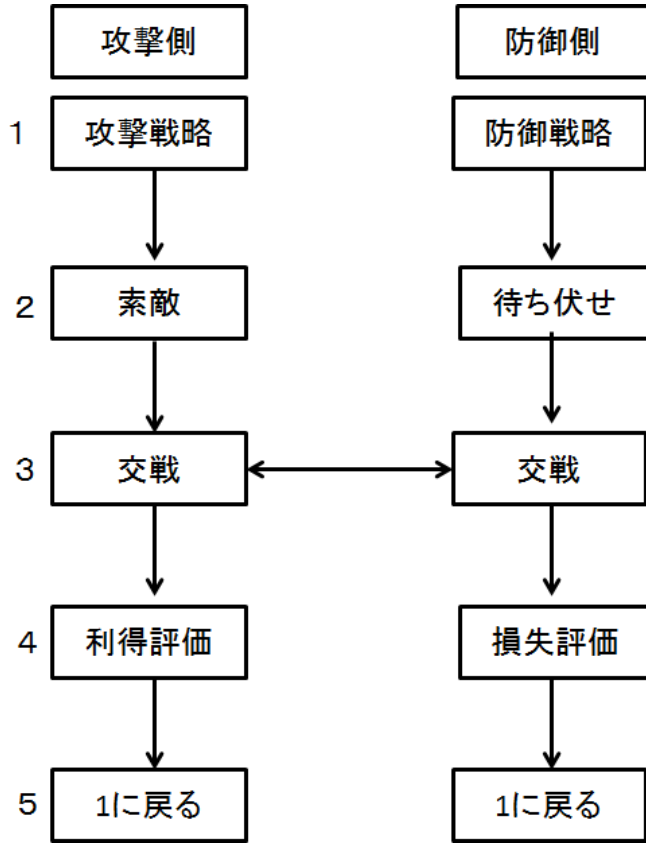 攻撃側 防御側
1 攻撃戦略 防御戦略
2 索敵 待ち伏せ
3 交戦 交戦
4 利得評価 損失評価
5 1に戻る 1に戻る